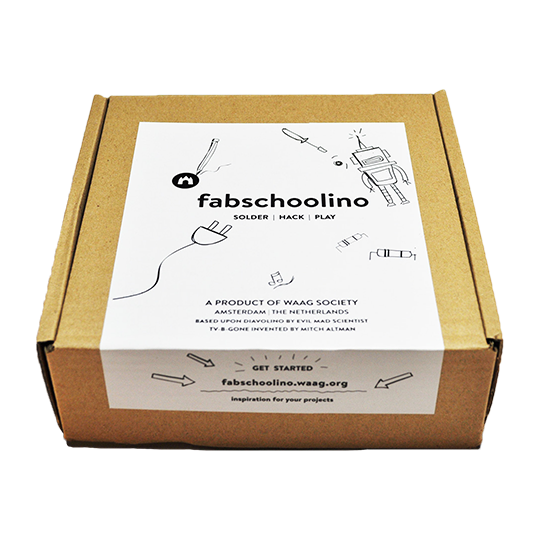 fabschoolino
SOLDER | HACK | PLAY
A PRODUCT OF WAAG SOCIETY
AMSTERDAM | THE NETHERLANDS
BASED UPON DIAVOLINO BY EVIL MAD SCIENTIST
TV-B-GONE INVENTED BY MITCH ALTMAN
GET STARTED
fabschoolino.waag.org
inspiration for your projects